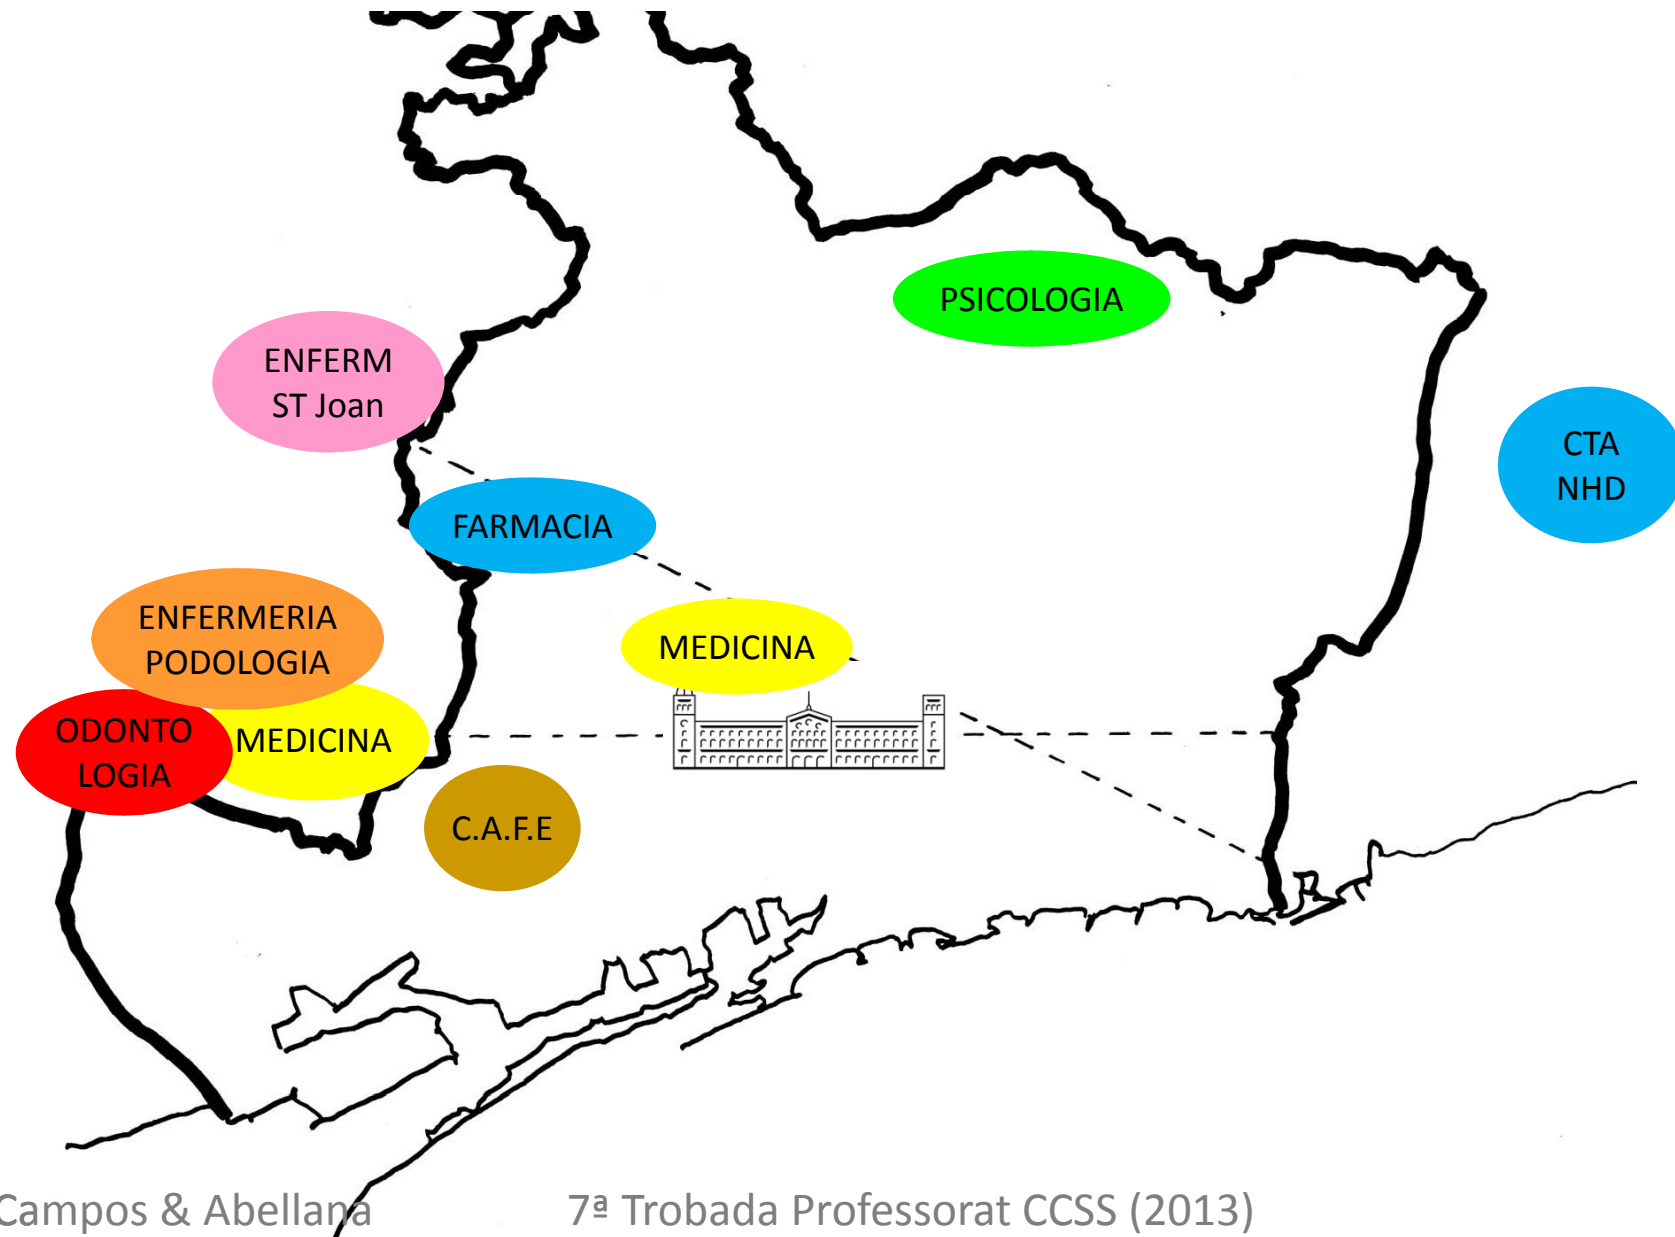 PSICOLOGIA
ENFERM
ST Joan
CTA
NHD
FARMACIA
ENFERMERIA
PODOLOGIA
MEDICINA
ODONTO
LOGIA
MEDICINA
C.A.F.E
Campos & Abellana
7ª Trobada Professorat CCSS (2013)